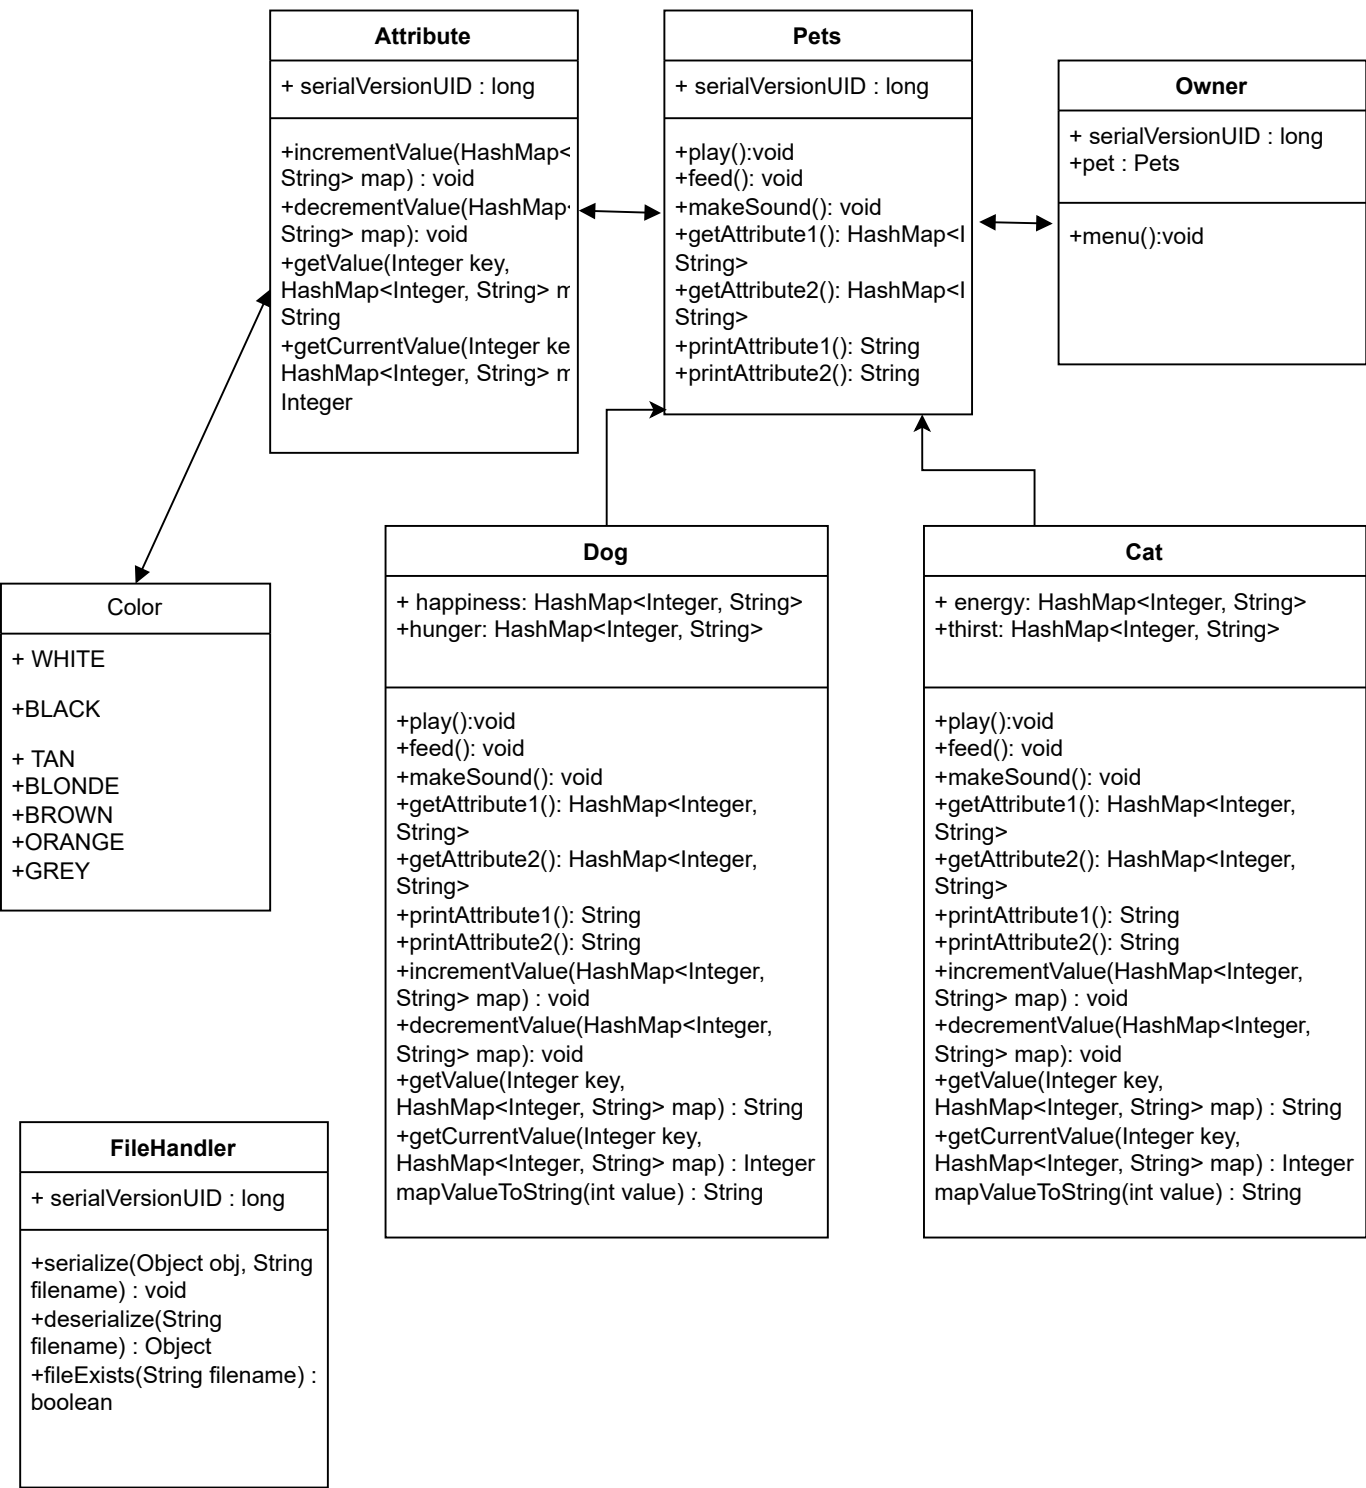 Attribute
+ serialVersionUID : long
+incrementValue(HashMap<
String> map) : void
+decrementValue(HashMap
String> map): void
+getValue(Integer key,
HashMap<Integer, String>
String
+getCurrentValue(Integer ke
HashMap<Integer, String>
Integer
Pets
+ serialVersionUID : long
+play():void
+feed(): void
+makeSound(): void
+getAttribute1(): HashMap<I
String>
+getAttribute2(): HashMap<I
String>
+printAttribute1(): String
+printAttribute2(): String
Owner
+ serialVersionUID : long
+pet : Pets
+menu():void
Color
+ WHITE
+BLACK
+ TAN
+BLONDE
+BROWN
+ORANGE
+GREY
Dog
+ happiness: HashMap<Integer, String>
+hunger: HashMap<Integer, String>
+play():void
+feed(): void
+makeSound(): void
+getAttribute1(): HashMap<Integer,
String>
+getAttribute2(): HashMap<Integer,
String>
+printAttribute1(): String
+printAttribute2(): String
+incrementValue(HashMap<Integer,
String> map) : void
+decrementValue(HashMap<Integer,
String> map): void
+getValue(Integer key,
HashMap<Integer, String> map) : String
+getCurrentValue(Integer key,
HashMap<Integer, String> map) : Integer
mapValueToString(int value) : String
Cat
+ energy: HashMap<Integer, String>
+thirst: HashMap<Integer, String>
+play():void
+feed(): void
+makeSound(): void
+getAttribute1(): HashMap<Integer,
String>
+getAttribute2(): HashMap<Integer,
String>
+printAttribute1(): String
+printAttribute2(): String
+incrementValue(HashMap<Integer,
String> map) : void
+decrementValue(HashMap<Integer,
String> map): void
+getValue(Integer key,
HashMap<Integer, String> map) : String
+getCurrentValue(Integer key,
HashMap<Integer, String> map) : Integer
mapValueToString(int value) : String
FileHandler
+ serialVersionUID : long
+serialize(Object obj, String
filename) : void
+deserialize(String
filename) : Object
+fileExists(String filename) :
boolean